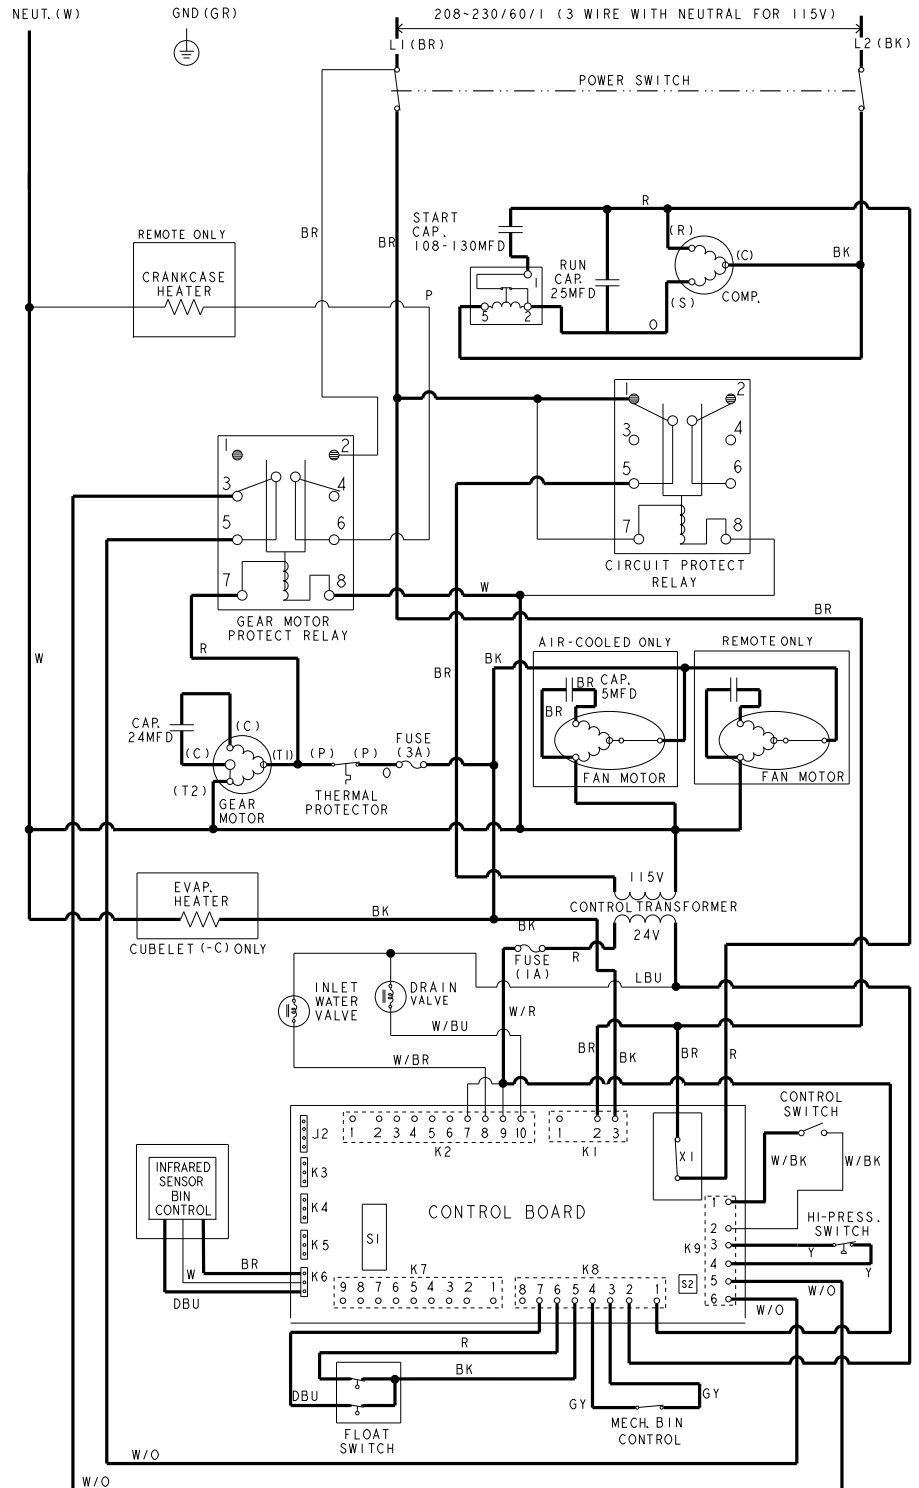 NEUT. (W)
GND (GR)
208~230/60/1 (3 WIRE WITH NEUTRAL FOR 115V)
L1 (BR)
L2 (BK)
POWER SWITCH
R
START
CAP.
108-130MFD
(R)
REMOTE ONLY
BR
BR
(C)
BK
CRANKCASE
HEATER
RUN
CAP.
25MFD
1
P
COMP.
(S)
5
2
O
1
2
1
2
3
4
3
4
5
6
5
6
7
8
7
8
CIRCUIT PROTECT
RELAY
W
GEAR MOTOR
PROTECT RELAY
BR
R
AIR-COOLED ONLY
REMOTE ONLY
W
BK
BR
BR
CAP.
5MFD
BR
CAP.
24MFD
(C)
(C)
(T1)
(P)
(P)
O
FUSE
(3A)
FAN MOTOR
FAN MOTOR
(T2)
THERMAL
PROTECTOR
GEAR
MOTOR
EVAP.
HEATER
115V
BK
CONTROL TRANSFORMER
BK
24V
CUBELET (-C) ONLY
R
FUSE
(1A)
LBU
INLET
WATER
VALVE
DRAIN
VALVE
W/R
W/BU
BR
BK
BR
R
W/BR
CONTROL
SWITCH
J2
1 2 3 4 5 6 7 8 9 10
1 2 3
K2
K1
X1
W/BK
W/BK
K3
INFRARED
SENSOR
BIN
CONTROL
K4
CONTROL BOARD
1
HI-PRESS.
SWITCH
2
S1
K5
K9
3
Y
4
Y
BR
K6
K7
K8
W
S2
5
W/O
9 8 7 6 5 4 3 2 1
8 7 6 5 4 3 2 1
6
W/O
DBU
R
BK
DBU
GY
GY
FLOAT
SWITCH
MECH. BIN
CONTROL
W/O
W/O